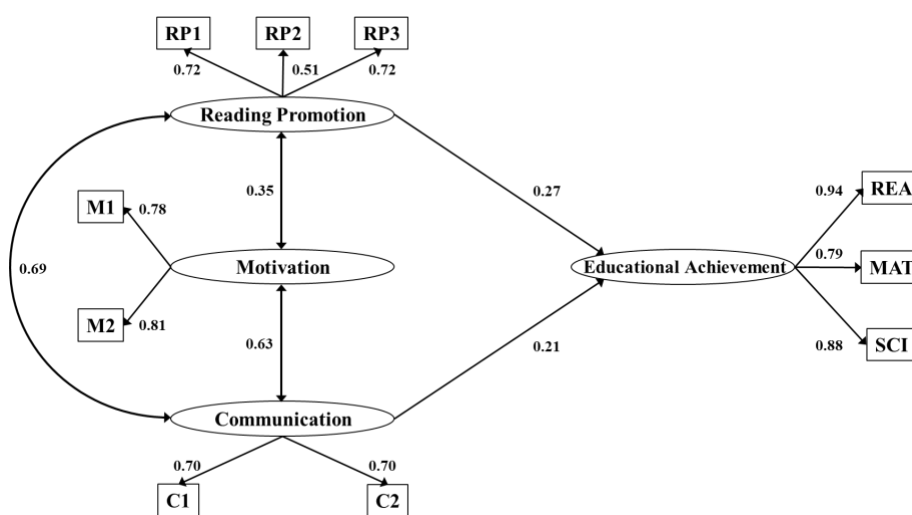 RP1 RP2 RP3
0.72 0.51 0.72
Reading Promotion
0.35 0.27
M1 0.78
0.94 REA
0.69 Motivation Educational Achievement 0.79 MAT
M2 0.81
0.63 0.21 0.88 SCI
Communication
0.70 0.70
C1 C2